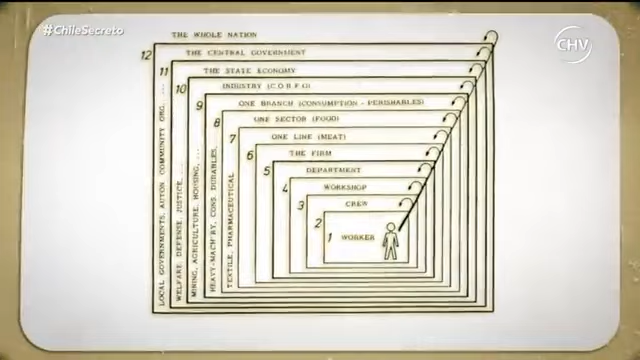 #ChileSecreto
CHV
12 THE WHOLE NATION
11 THE CENTRAL GOVERNMENT
10 THE STATE ECONOMY
9 INDUSTRY (C.O.R.F.O)
8 ONE BRANCH (CONSUMPTION - PERISHABLES)
7 ONE SECTOR (FOOD)
6 ONE LINE (MEAT)
5 THE FIRM
4 DEPARTMENT
3 WORKSHOP
2 CREW
1 WORKER
LOCAL GOVERNMENTS, AUTON COMMUNITY ORG. ...
WELFARE, DEFENSE, JUSTICE, ...
MINING, AGRICULTURE, HOUSING, ...
HEAVY-MACH'RY, CONS. DURABLES,
TEXTILE, PHARMACEUTICAL